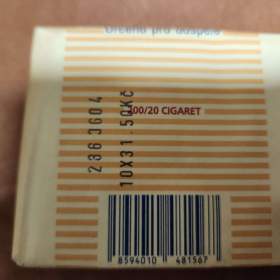 Určeno pro dospělé
200/20 CIGARET
2863604
10X31.50KČ
8594010 481567